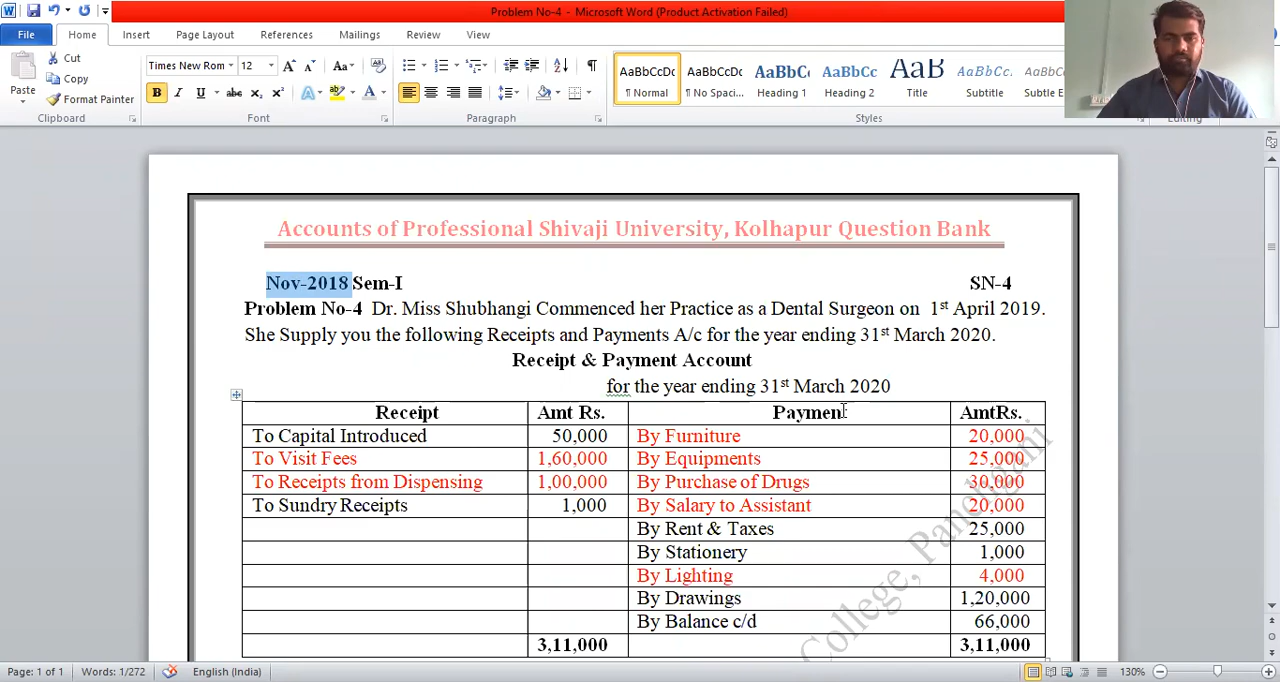 Problem No-4 - Microsoft Word (Product Activation Failed)
File Home Insert Page Layout References Mailings Review View
Paste
Cut
Copy
Format Painter
Clipboard
Times New Rom 12
B I U abe
Font
Paragraph
AaBbCcDc
¶ Normal
AaBbCcDc
¶ No Spaci...
AaBbC
Heading 1
AaBbCc
Heading 2
AaB
Title
AaBbCc.
Subtitle
AaBbCc
Subtle E
Styles
Editing
Accounts of Professional Shivaji University, Kolhapur Question Bank
Nov-2018 Sem-I SN-4
Problem No-4 Dr. Miss Shubhangi Commenced her Practice as a Dental Surgeon on 1st April 2019.
She Supply you the following Receipts and Payments A/c for the year ending 31st March 2020.
Receipt & Payment Account
for the year ending 31st March 2020
Receipt Amt Rs. Payment AmtRs.
To Capital Introduced 50,000 By Furniture 20,000
To Visit Fees 1,60,000 By Equipments 25,000
To Receipts from Dispensing 1,00,000 By Purchase of Drugs 30,000
To Sundry Receipts 1,000 By Salary to Assistant 20,000
By Rent & Taxes 25,000
By Stationery 1,000
By Lighting 4,000
By Drawings 1,20,000
By Balance c/d 66,000
3,11,000 3,11,000
College, Panchgani
Page: 1 of 1 Words: 1/272 English (India) 130%